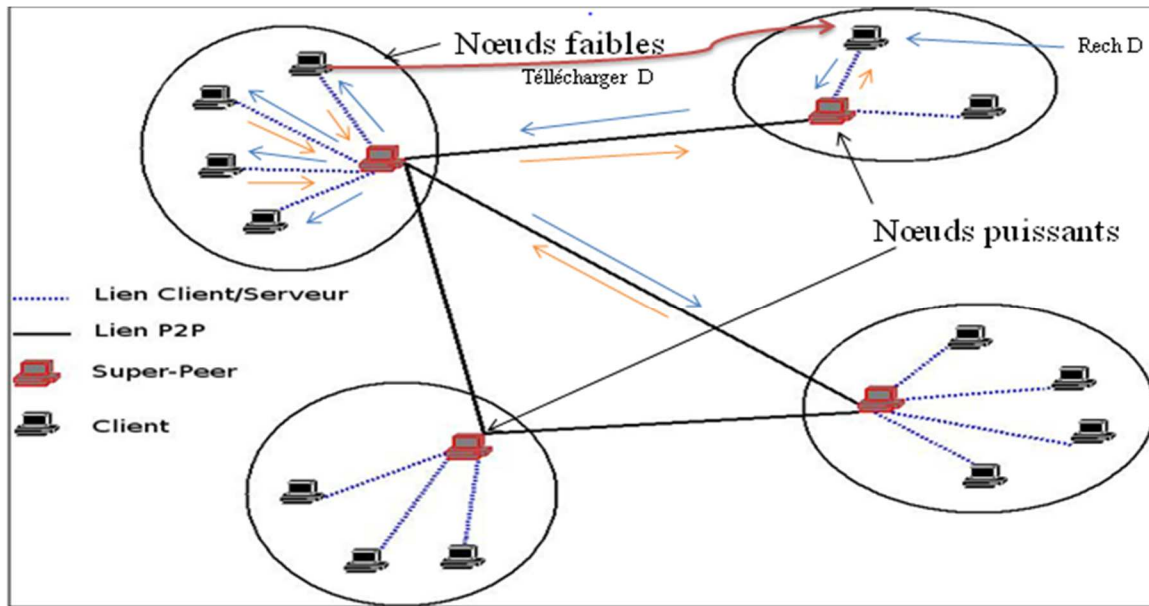 Nœuds faibles
Téllécharger D
Rech D
Nœuds puissants
Lien Client/Serveur
Lien P2P
Super-Peer
Client